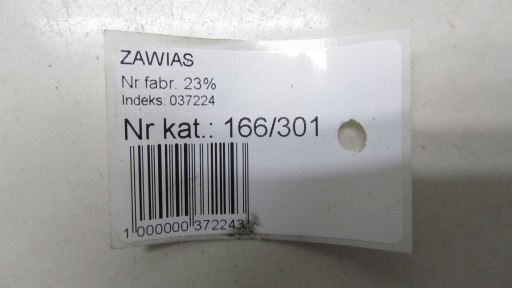 ZAWIAS
Nr fabr. 23%
Indeks: 037224
Nr kat.: 166/301
1 000000 372243